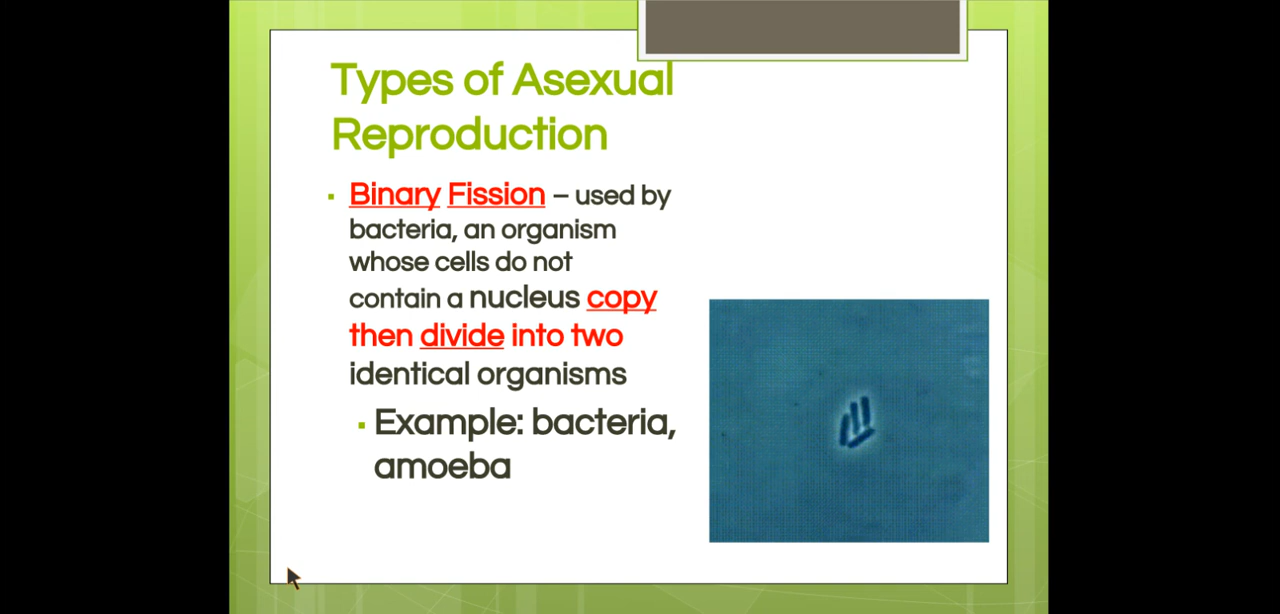 Types of Asexual
Reproduction
▪ Binary Fission – used by
bacteria, an organism
whose cells do not
contain a nucleus copy
then divide into two
identical organisms
▪ Example: bacteria,
amoeba